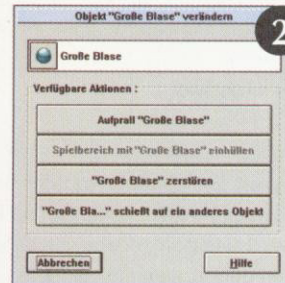 Objekt "Große Blase" verändern
2
Große Blase
Verfügbare Aktionen :
Aufprall "Große Blase"
Spielbereich mit "Große Blase" einhüllen
"Große Blase" zerstören
"Große Bla..." schießt auf ein anderes Objekt
Abbrechen
Hilfe